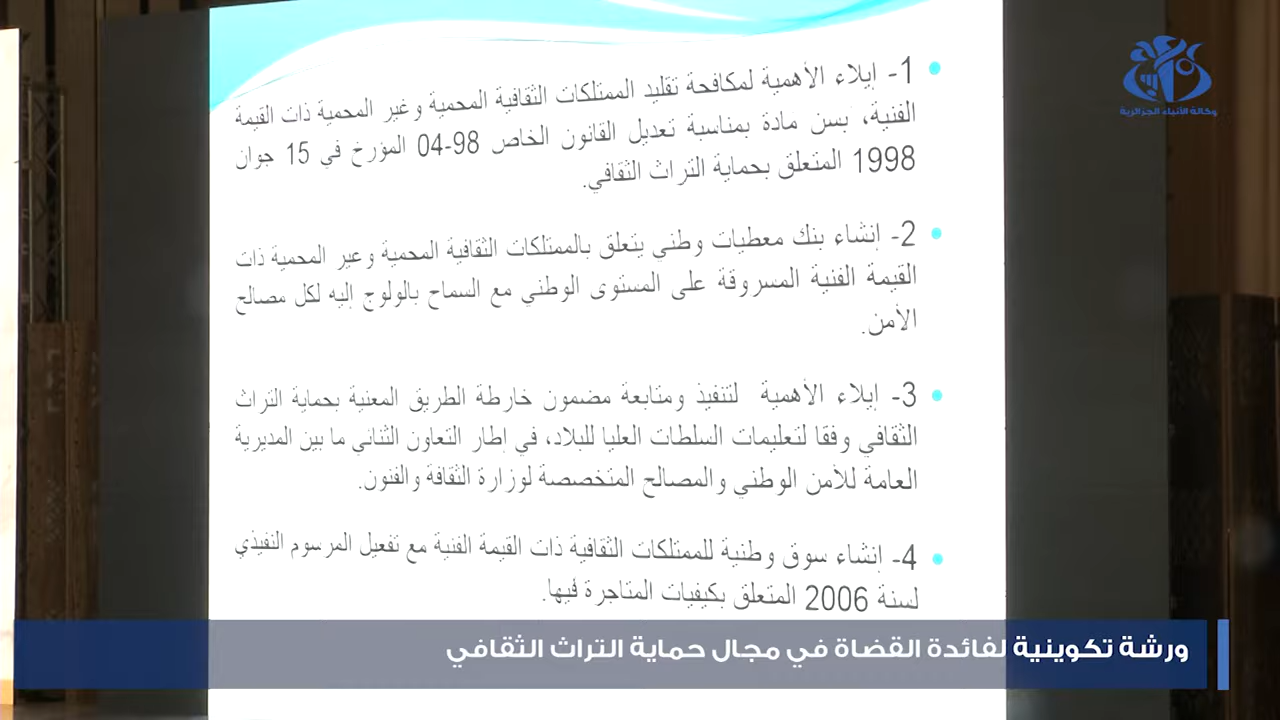 وكالة الأنباء الجزائرية
1- إيلاء الأهمية لمكافحة تقليد الممتلكات الثقافية المحمية وغير المحمية ذات القيمة
الفنية، بسن مادة بمناسبة تعديل القانون الخاص 98-04 المؤرخ في 15 جوان
1998 المتعلق بحماية التراث الثقافي.
2- إنشاء بنك معطيات وطني يتعلق بالممتلكات الثقافية المحمية وعير المحمية ذات
القيمة الفنية المسروقة على المستوى الوطني مع السماح بالولوج إليه لكل مصالح
الأمن.
3- إيلاء الأهمية لتنفيذ ومتابعة مضمون خارطة الطريق المعنية بحماية التراث
الثقافي وفقا لتعليمات السلطات العليا للبلاد، في إطار التعاون الثنائي ما بين المديرية
العامة للأمن الوطني والمصالح المتخصصة لوزارة الثقافة والفنون.
4- إنشاء سوق وطنية للممتلكات الثقافية ذات القيمة الفنية مع تفعيل المرسوم النفيذي
لسنة 2006 المتعلق بكيفيات المتاجرة فيها.
ورشة تكوينية لفائدة القضاة في مجال حماية التراث الثقافي